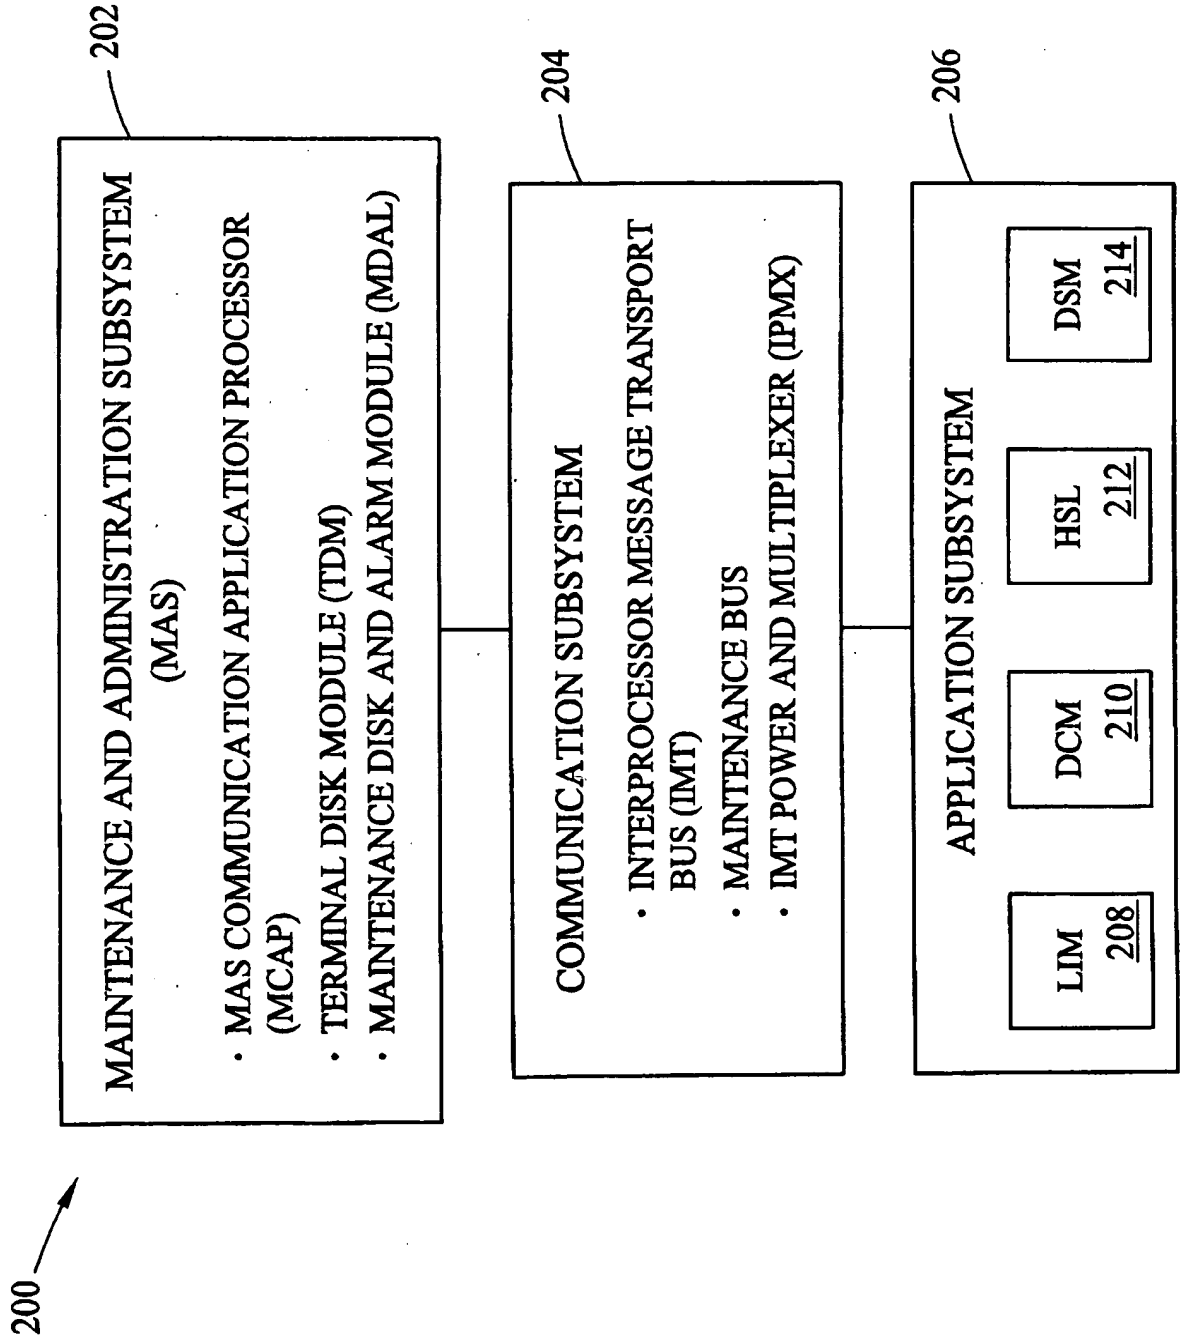 200
202
MAINTENANCE AND ADMINISTRATION SUBSYSTEM
(MAS)
· MAS COMMUNICATION APPLICATION PROCESSOR
(MCAP)
· TERMINAL DISK MODULE (TDM)
· MAINTENANCE DISK AND ALARM MODULE (MDAL)
204
COMMUNICATION SUBSYSTEM
· INTERPROCESSOR MESSAGE TRANSPORT
BUS (IMT)
· MAINTENANCE BUS
· IMT POWER AND MULTIPLEXER (IPMX)
206
APPLICATION SUBSYSTEM
LIM
208
DCM
210
HSL
212
DSM
214